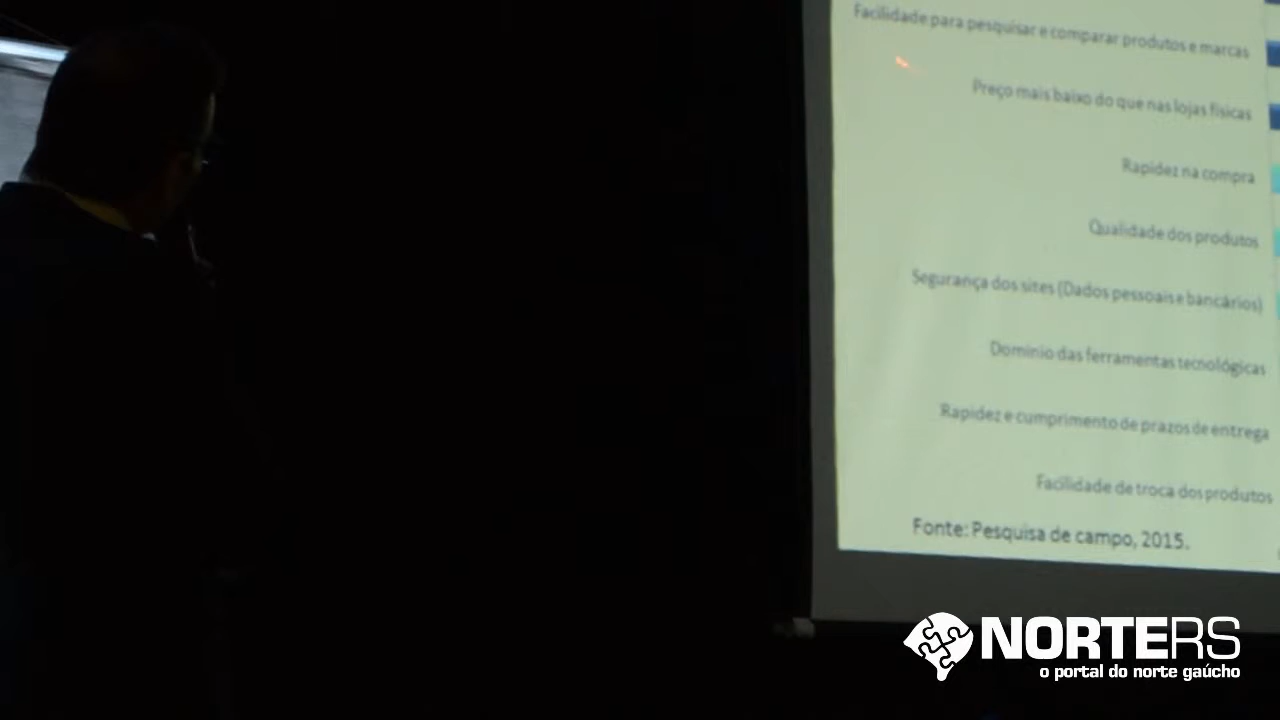 Facilidade para pesquisar e comparar produtos e marcas
Preço mais baixo do que nas lojas físicas
Rapidez na compra
Qualidade dos produtos
Segurança dos sites (Dados pessoais e bancários)
Domínio das ferramentas tecnológicas
Rapidez e cumprimento de prazos de entrega
Facilidade de troca dos produtos
Fonte: Pesquisa de campo, 2015.
NORTERS
o portal do norte gaúcho